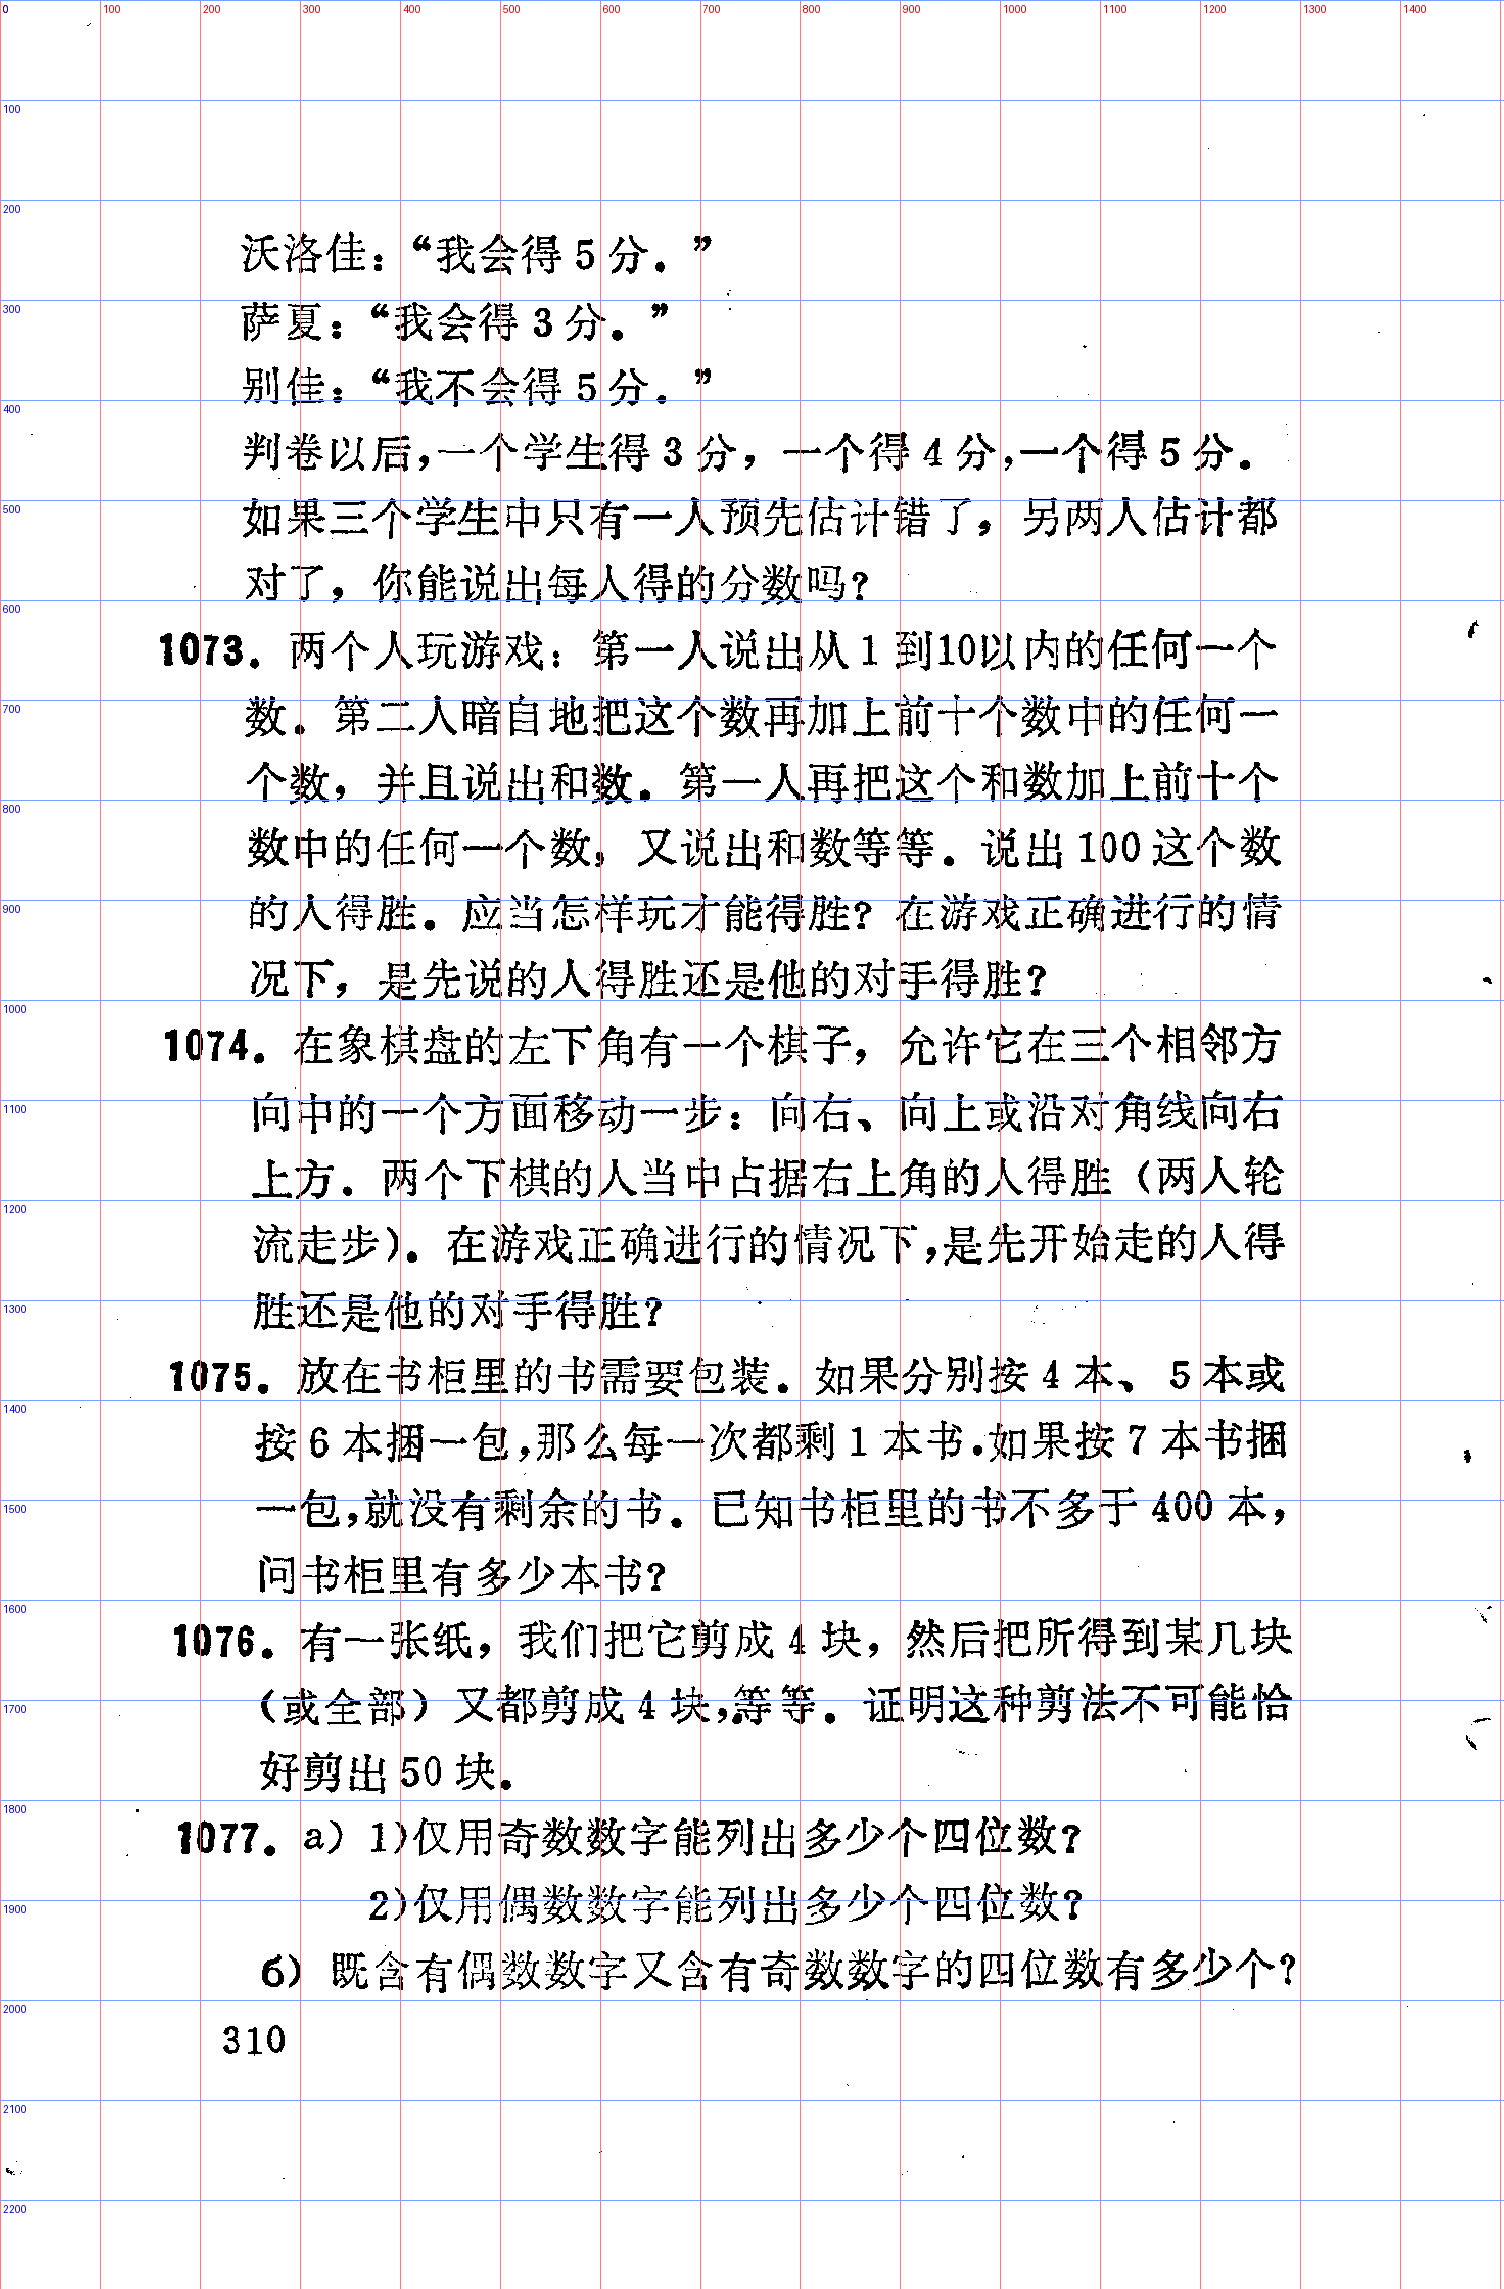 沃洛佳：“我会得 5 分．”
萨夏：“我会得 3 分．”
别佳：“我不会得 5 分．”
判卷以后，一个学生得 3 分，一个得 4 分，一个得 5 分．
如果三个学生中只有一人预先估计错了，另两人估计都
对了，你能说出每人得的分数吗？
1073．两个人玩游戏：第一人说出从 1 到10以内的任何一个
数．第二人暗自地把这个数再加上前十个数中的任何一
个数，并且说出和数．第一人再把这个和数加上前十个
数中的任何一个数，又说出和数等等．说出 100 这个数
的人得胜．应当怎样玩才能得胜？在游戏正确进行的情
况下，是先说的人得胜还是他的对手得胜？
1074．在象棋盘的左下角有一个棋子，允许它在三个相邻方
向中的一个方面移动一步：向右、向上或沿对角线向右
上方．两个下棋的人当中占据右上角的人得胜（两人轮
流走步）．在游戏正确进行的情况下，是先开始走的人得
胜还是他的对手得胜？
1075．放在书柜里的书需要包装．如果分别按 4 本、 5 本或
按 6 本捆一包，那么每一次都剩 1 本书．如果按 7 本书捆
一包，就没有剩余的书．已知书柜里的书不多于 400 本，
问书柜里有多少本书？
1076．有一张纸，我们把它剪成 4 块，然后把所得到某几块
（或全部）又都剪成 4 块，等等．证明这种剪法不可能恰
好剪出 50 块．
1077．a）1)仅用奇数数字能列出多少个四位数？
2)仅用偶数数字能列出多少个四位数？
б）既含有偶数数字又含有奇数数字的四位数有多少个？
310